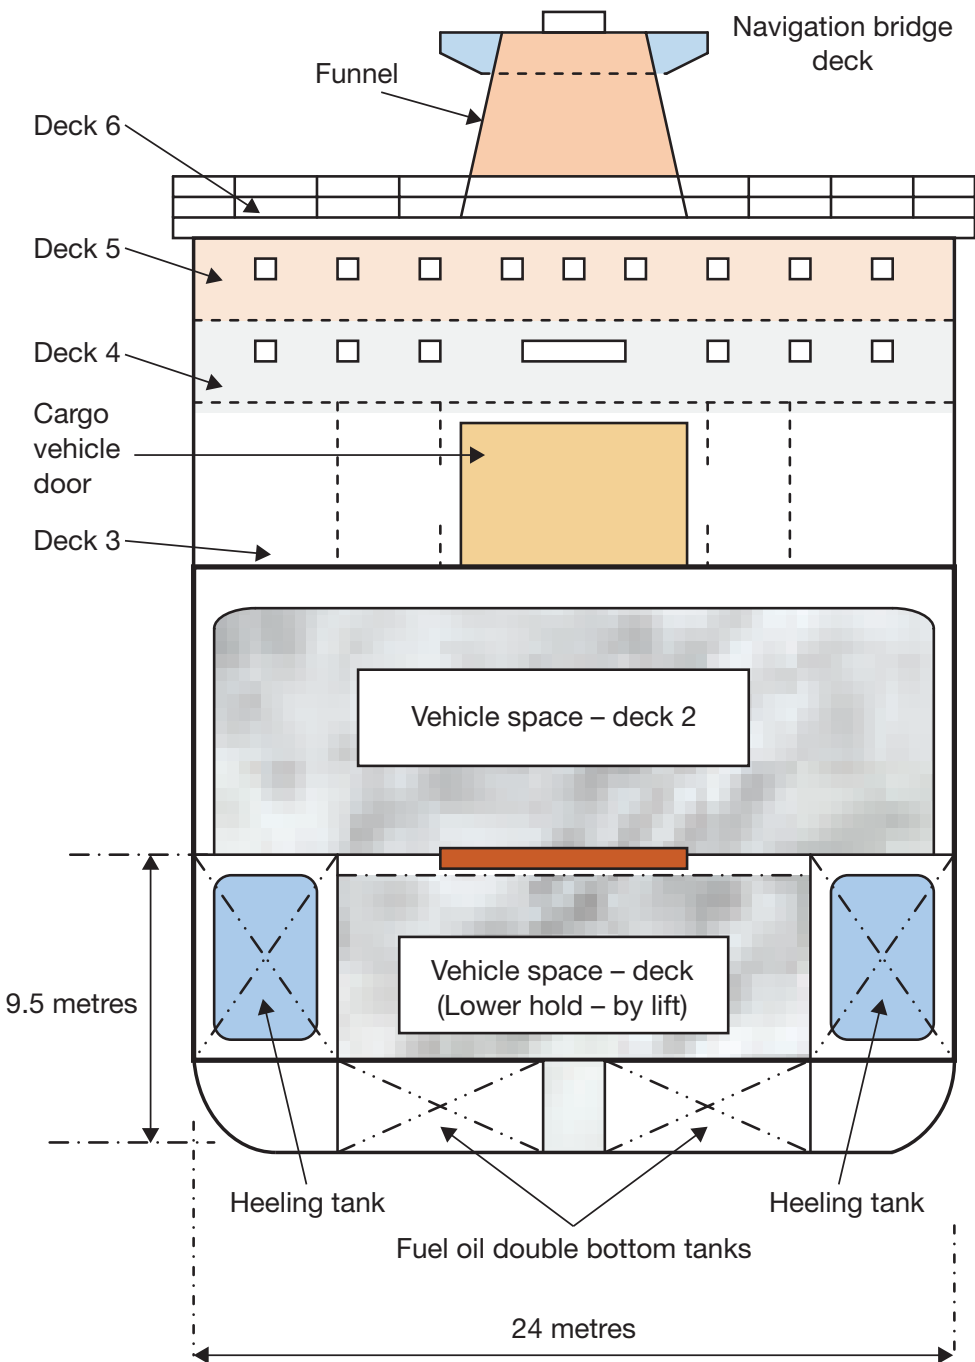 Navigation bridge
deck
Funnel
Deck 6
Deck 5
Deck 4
Cargo
vehicle
door
Deck 3
Vehicle space – deck 2
Vehicle space – deck
(Lower hold – by lift)
9.5 metres
Heeling tank
Heeling tank
Fuel oil double bottom tanks
24 metres